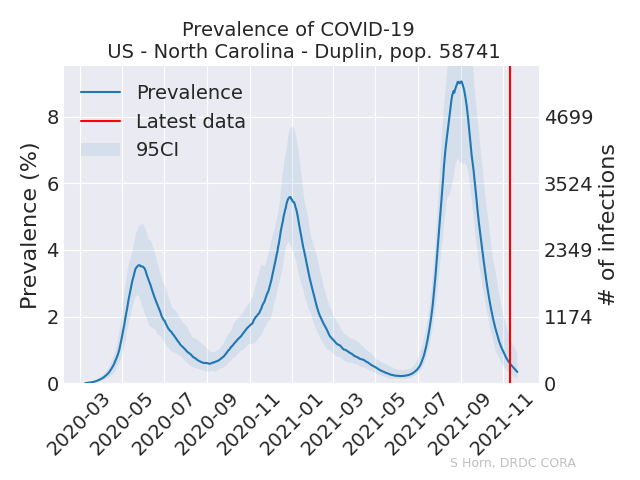 Prevalence of COVID-19
US - North Carolina - Duplin, pop. 58741
Prevalence
Latest data
95CI
Prevalence (%)
8
6
4
2
0
4699
3524
2349
1174
0
# of infections
2020-03
2020-05
2020-07
2020-09
2020-11
2021-01
2021-03
2021-05
2021-07
2021-09
2021-11
S Horn, DRDC CORA